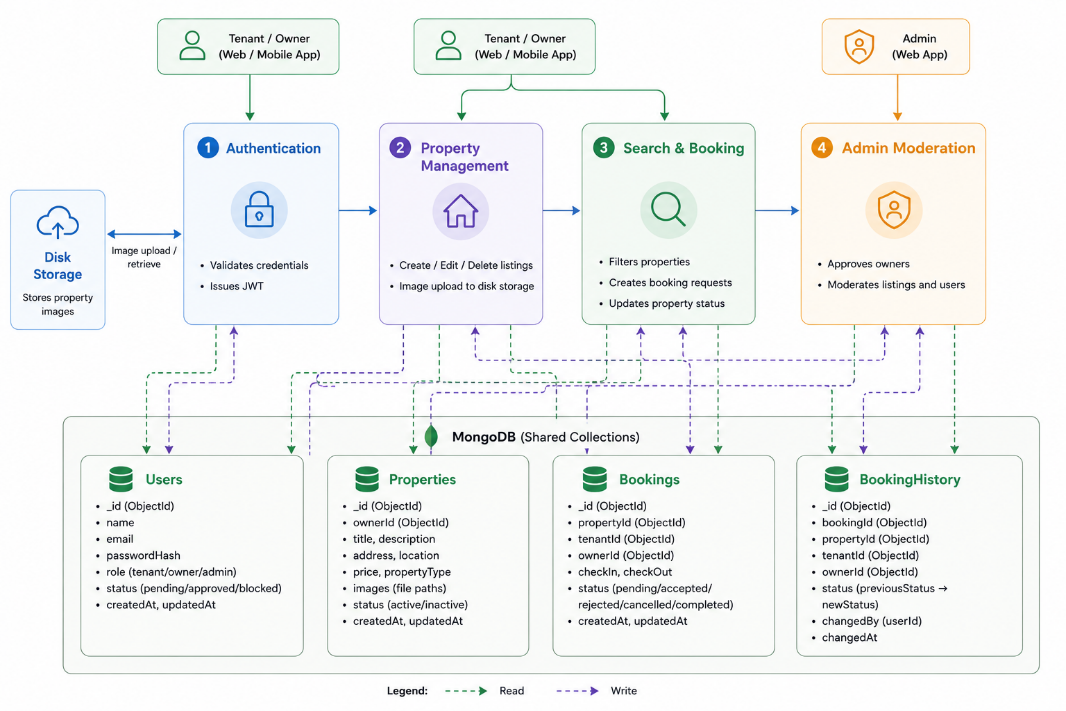 Tenant / Owner
(Web / Mobile App)
Tenant / Owner
(Web / Mobile App)
Admin
(Web App)
1 Authentication
• Validates credentials
• Issues JWT
2 Property
Management
• Create / Edit / Delete listings
• Image upload to disk storage
3 Search & Booking
• Filters properties
• Creates booking requests
• Updates property status
4 Admin Moderation
• Approves owners
• Moderates listings and users
Disk
Storage
Stores property
images
Image upload /
retrieve
MongoDB (Shared Collections)
Users
• _id (ObjectId)
• name
• email
• passwordHash
• role (tenant/owner/admin)
• status (pending/approved/blocked)
• createdAt, updatedAt
Properties
• _id (ObjectId)
• ownerId (ObjectId)
• title, description
• address, location
• price, propertyType
• images (file paths)
• status (active/inactive)
• createdAt, updatedAt
Bookings
• _id (ObjectId)
• propertyId (ObjectId)
• tenantId (ObjectId)
• ownerId (ObjectId)
• checkIn, checkOut
• status (pending/accepted/
rejected/cancelled/completed)
• createdAt, updatedAt
BookingHistory
• _id (ObjectId)
• bookingId (ObjectId)
• propertyId (ObjectId)
• tenantId (ObjectId)
• ownerId (ObjectId)
• status (previousStatus →
newStatus)
• changedBy (userId)
• changedAt
Legend: Read Write